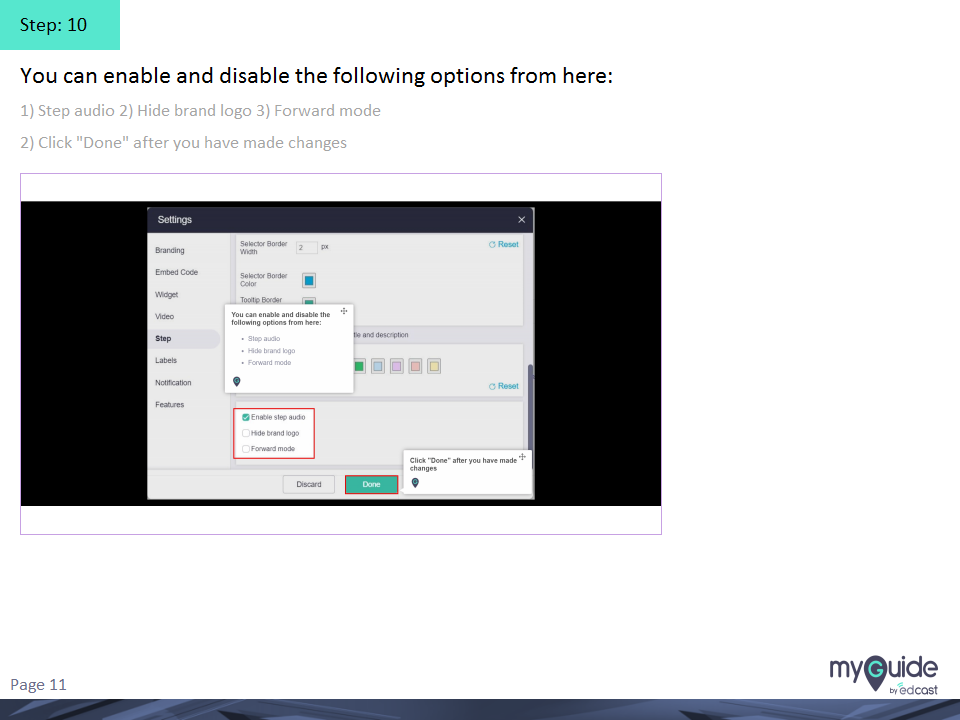 Step: 10
You can enable and disable the following options from here:
1) Step audio 2) Hide brand logo 3) Forward mode
2) Click "Done" after you have made changes
Settings
Branding
Embed Code
Widget
Video
Step
Labels
Notification
Features
Selector Border
Width
2
px
Reset
Selector Border
Color
Tooltip Border
You can enable and disable the
following options from here:
• Step audio
• Hide brand logo
• Forward mode
and description
Reset
Enable step audio
Hide brand logo
Forward mode
Click "Done" after you have made
changes
Discard
Done
Page 11
myGuide
by edcast